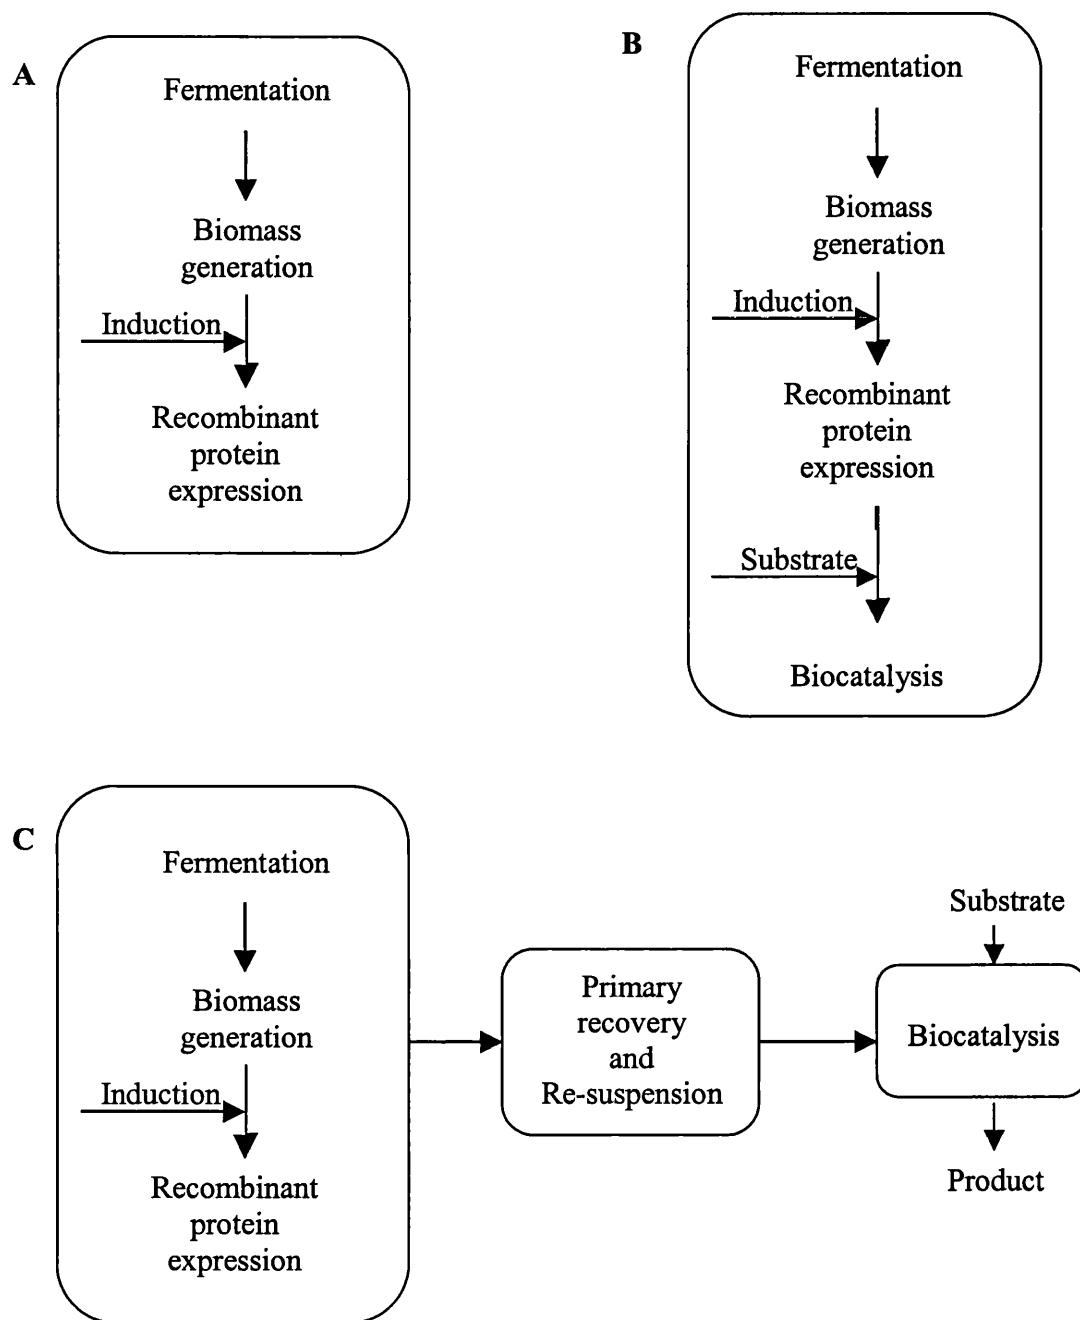 A
Fermentation
Biomass
generation
Induction
Recombinant
protein
expression
B
Fermentation
Biomass
generation
Induction
Recombinant
protein
expression
Substrate
Biocatalysis
C
Fermentation
Biomass
generation
Induction
Recombinant
protein
expression
Primary
recovery
and
Re-suspension
Substrate
Biocatalysis
Product